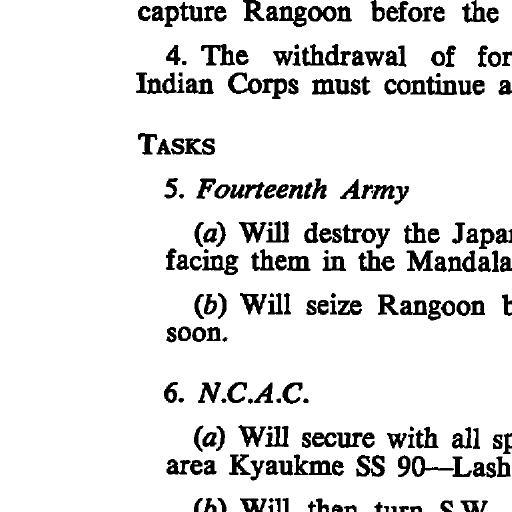 capture Rangoon before the
4. The withdrawal of for
Indian Corps must continue a
TASKS
5. Fourteenth Army
(a) Will destroy the Japan
facing them in the Mandala
(b) Will seize Rangoon b
soon.
6. N.C.A.C.
(a) Will secure with all sp
area Kyaukme SS 90—Lash
(b) Will then turn S.W.